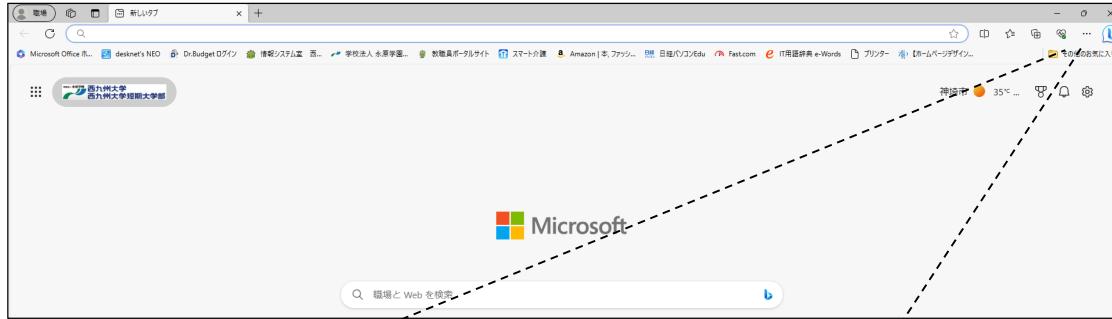 職場 新しいタブ
Microsoft Office ホ... desknet's NEO Dr.Budget ログイン 情報システム室 西... 学校法人 永原学園... 教職員ポータルサイト スマート介護 Amazon | 本, ファッシ... 日経パソコンEdu Fast.com IT用語辞典 e-Words プリンター 【ホームページデザイン... その他のお気に入
西九州大学
西九州大学短期大学部
神埼市 35℃ ...
Microsoft
職場と Web を検索